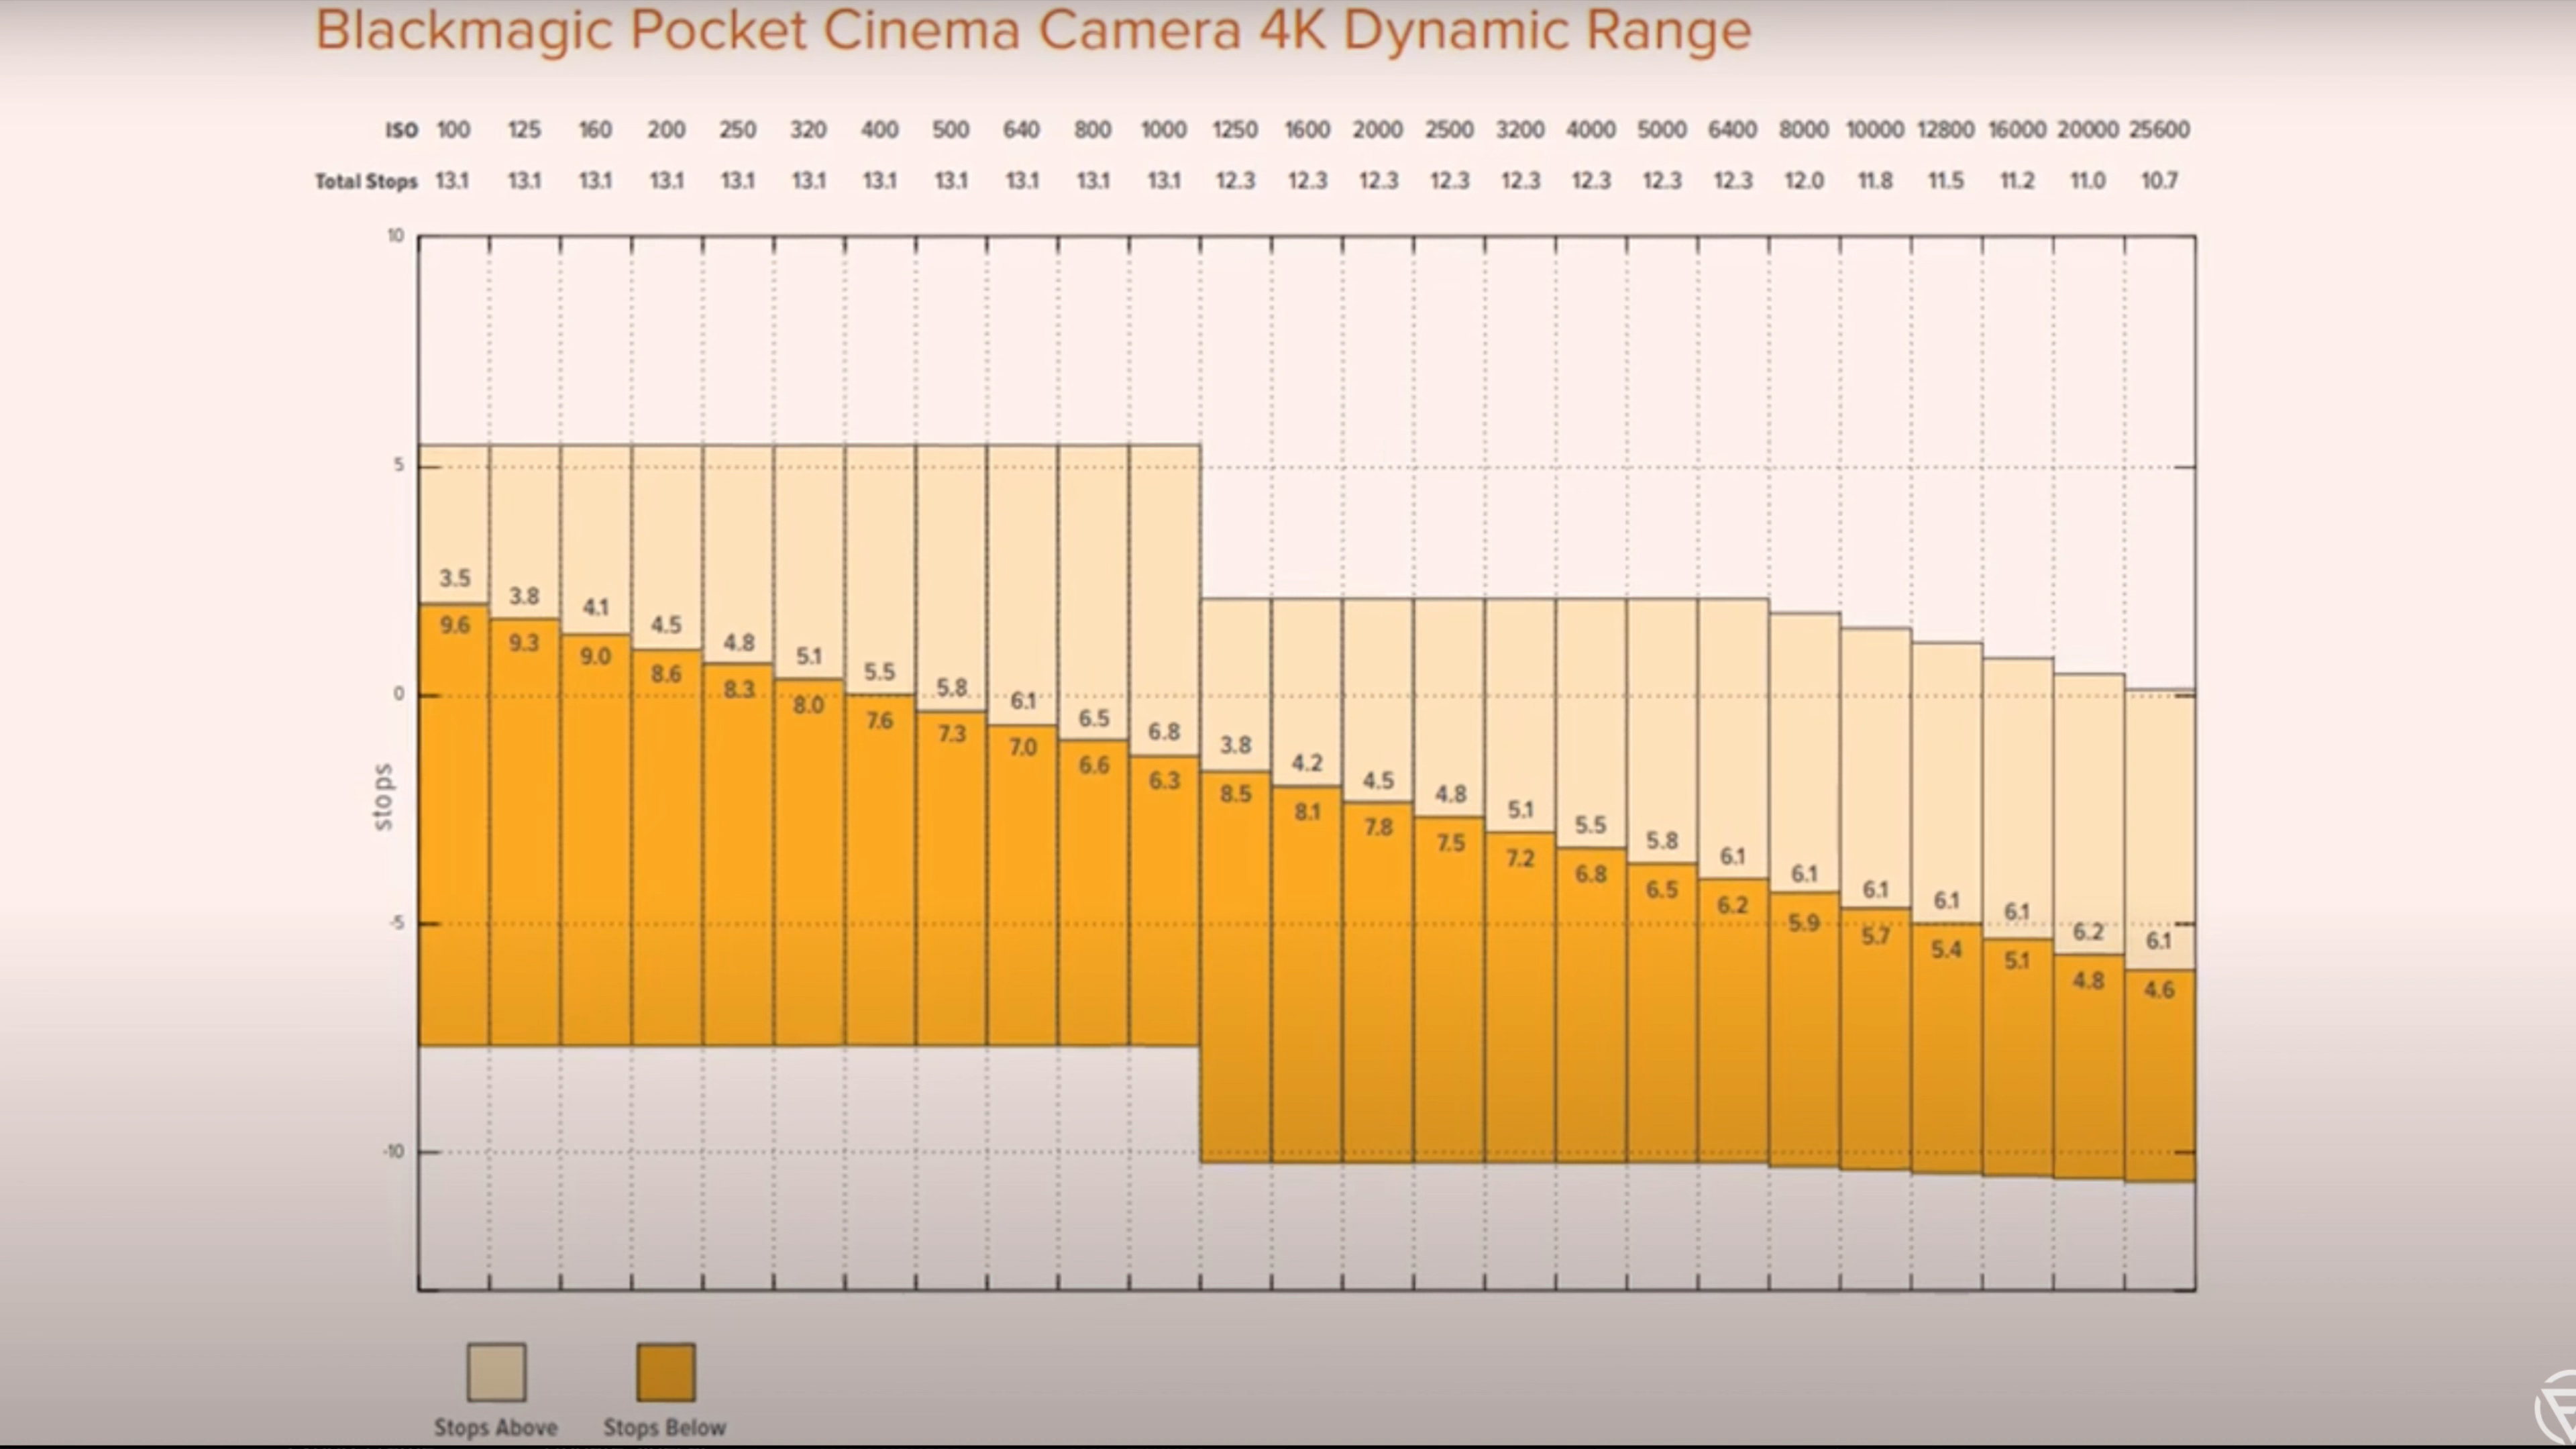 Blackmagic Pocket Cinema Camera 4K Dynamic Range
ISO 100 125 160 200 250 320 400 500 640 800 1000 1250 1600 2000 2500 3200 4000 5000 6400 8000 10000 12800 16000 20000 25600
Total Stops 13.1 13.1 13.1 13.1 13.1 13.1 13.1 13.1 13.1 13.1 13.1 12.3 12.3 12.3 12.3 12.3 12.3 12.3 12.3 12.0 11.8 11.5 11.2 11.0 10.7
10
5
0
-5
-10
stops
3.5 3.8 4.1 4.5 4.8 5.1 5.5 5.8 6.1 6.5 6.8 3.8 4.2 4.5 4.8 5.1 5.5 5.8 6.1 6.1 6.1 6.1 6.1 6.2 6.1
9.6 9.3 9.0 8.6 8.3 8.0 7.6 7.3 7.0 6.6 6.3 8.5 8.1 7.8 7.5 7.2 6.8 6.5 6.2 5.9 5.7 5.4 5.1 4.8 4.6
Stops Above Stops Below